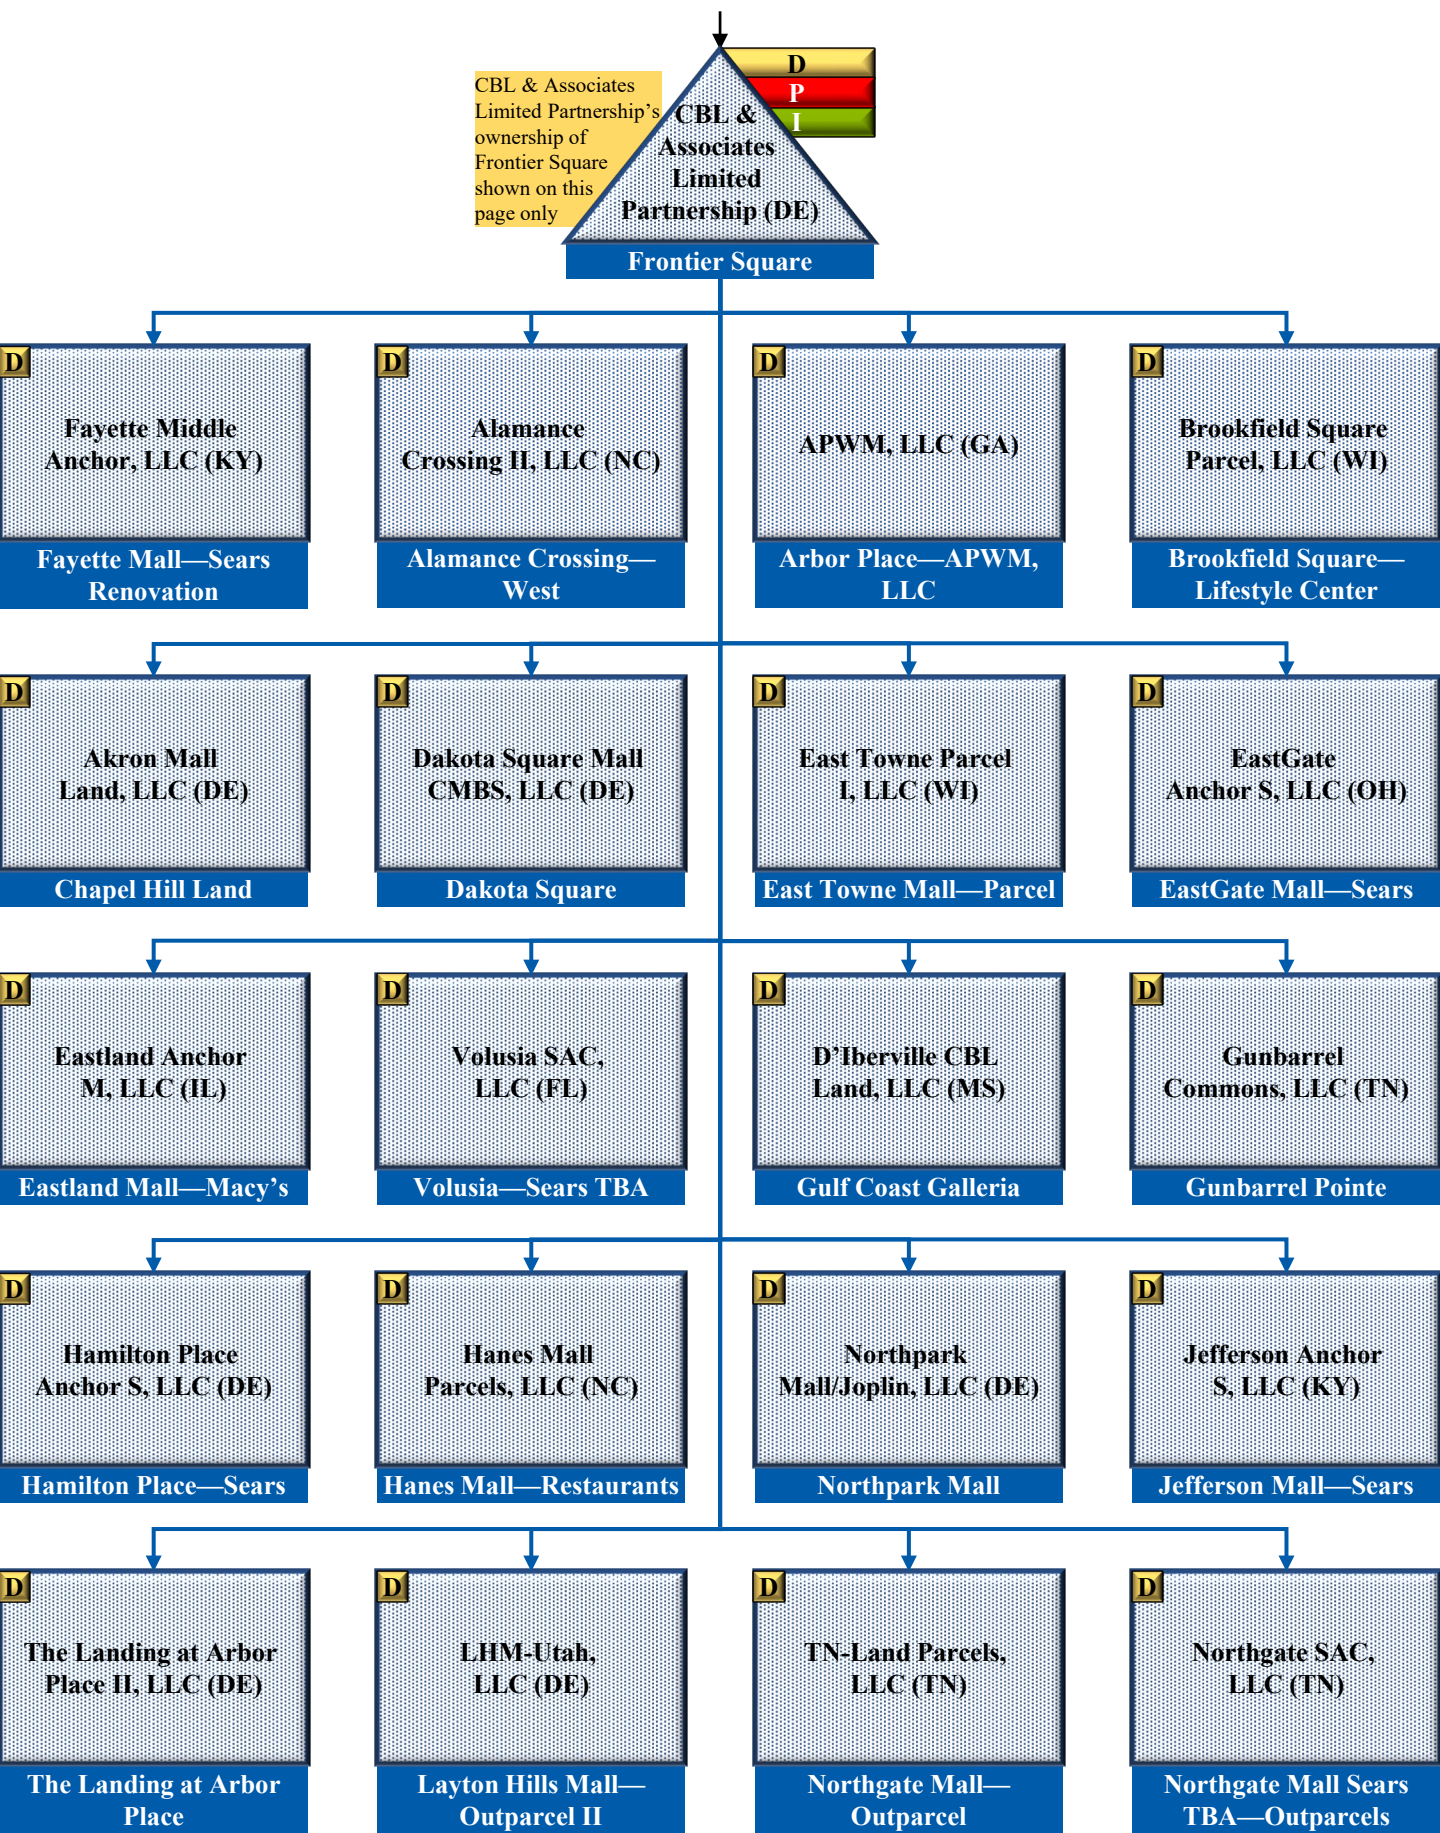 D
P
I
CBL & Associates
Limited Partnership’s
ownership of
Frontier Square
shown on this
page only
CBL &
Associates
Limited
Partnership (DE)
Frontier Square
D
Fayette Middle
Anchor, LLC (KY)
Fayette Mall—Sears
Renovation
D
Alamance
Crossing II, LLC (NC)
Alamance Crossing—
West
D
APWM, LLC (GA)
Arbor Place—APWM,
LLC
D
Brookfield Square
Parcel, LLC (WI)
Brookfield Square—
Lifestyle Center
D
Akron Mall
Land, LLC (DE)
Chapel Hill Land
D
Dakota Square Mall
CMBS, LLC (DE)
Dakota Square
D
East Towne Parcel
I, LLC (WI)
East Towne Mall—Parcel
D
EastGate
Anchor S, LLC (OH)
EastGate Mall—Sears
D
Eastland Anchor
M, LLC (IL)
Eastland Mall—Macy’s
D
Volusia SAC,
LLC (FL)
Volusia—Sears TBA
D
D’Iberville CBL
Land, LLC (MS)
Gulf Coast Galleria
D
Gunbarrel
Commons, LLC (TN)
Gunbarrel Pointe
D
Hamilton Place
Anchor S, LLC (DE)
Hamilton Place—Sears
D
Hanes Mall
Parcels, LLC (NC)
Hanes Mall—Restaurants
D
Northpark
Mall/Joplin, LLC (DE)
Northpark Mall
D
Jefferson Anchor
S, LLC (KY)
Jefferson Mall—Sears
D
The Landing at Arbor
Place II, LLC (DE)
The Landing at Arbor
Place
D
LHM-Utah,
LLC (DE)
Layton Hills Mall—
Outparcel II
D
TN-Land Parcels,
LLC (TN)
Northgate Mall—
Outparcel
D
Northgate SAC,
LLC (TN)
Northgate Mall Sears
TBA—Outparcels